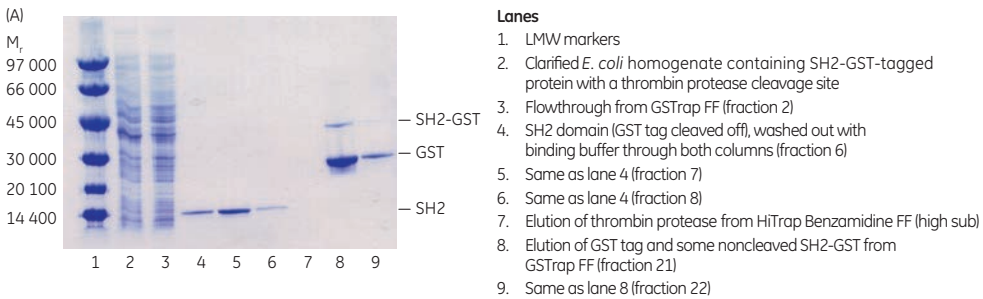 (A)
Mr
97 000
66 000
45 000
30 000
20 100
14 400
SH2-GST
GST
SH2
1 2 3 4 5 6 7 8 9
Lanes
1. LMW markers
2. Clarified E. coli homogenate containing SH2-GST-tagged
protein with a thrombin protease cleavage site
3. Flowthrough from GSTrap FF (fraction 2)
4. SH2 domain (GST tag cleaved off), washed out with
binding buffer through both columns (fraction 6)
5. Same as lane 4 (fraction 7)
6. Same as lane 4 (fraction 8)
7. Elution of thrombin protease from HiTrap Benzamidine FF (high sub)
8. Elution of GST tag and some noncleaved SH2-GST from
GSTrap FF (fraction 21)
9. Same as lane 8 (fraction 22)